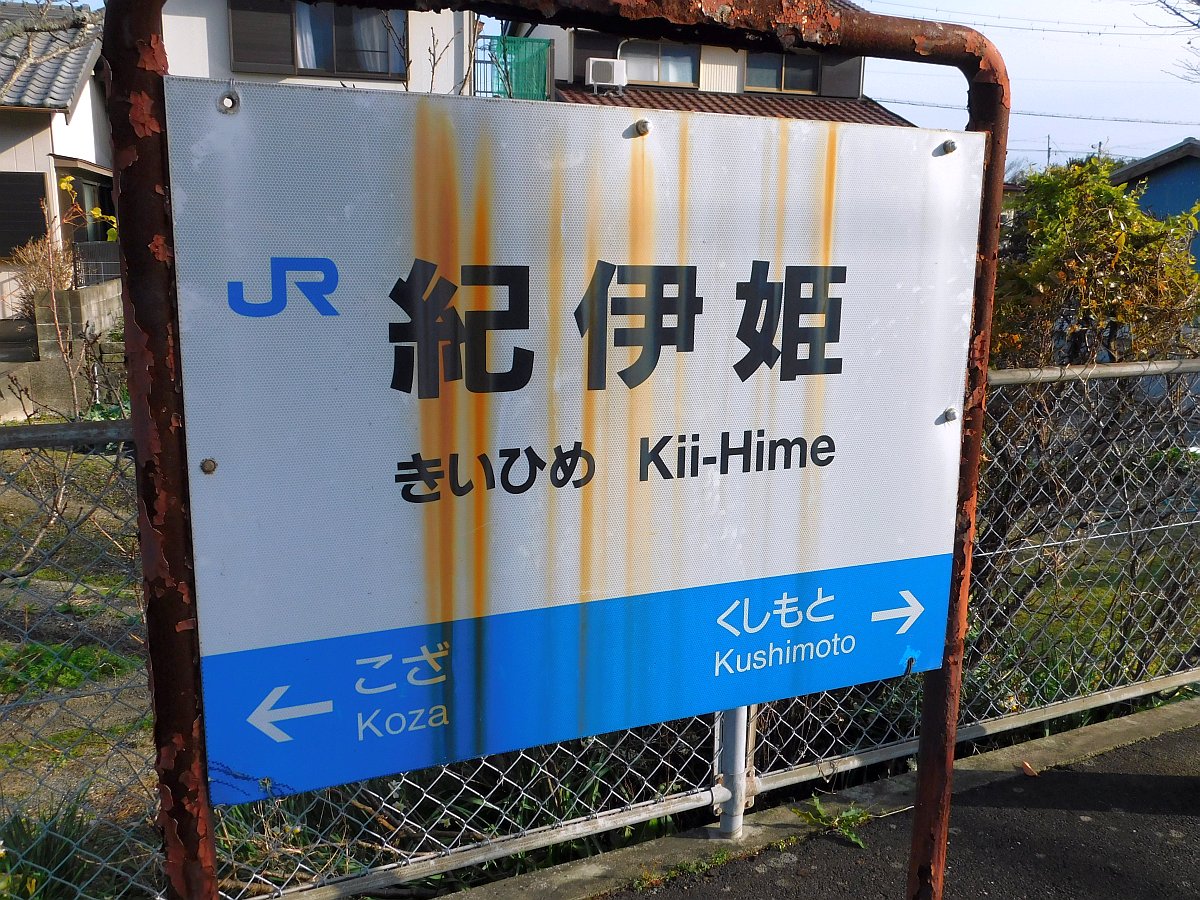 JR 紀伊姫
きいひめ Kii-Hime
← こざ
Koza
くしもと →
Kushimoto